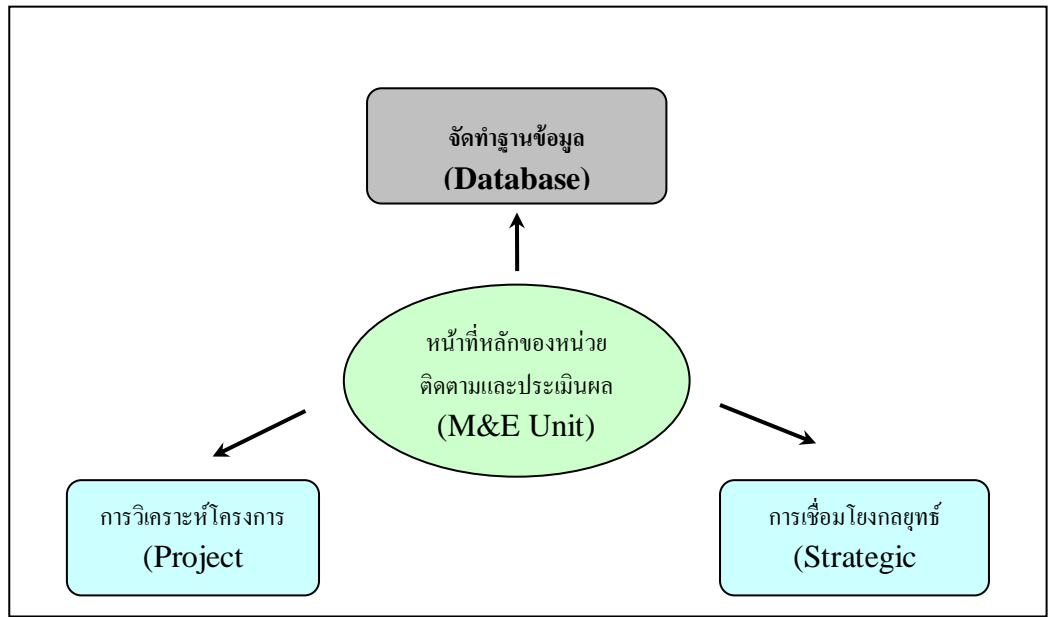 จัดทำฐานข้อมูล
(Database)
หน้าที่หลักของหน่วย
ติดตามและประเมินผล
(M&E Unit)
การวิเคราะห์โครงการ
(Project
การเชื่อมโยงกลยุทธ์
(Strategic